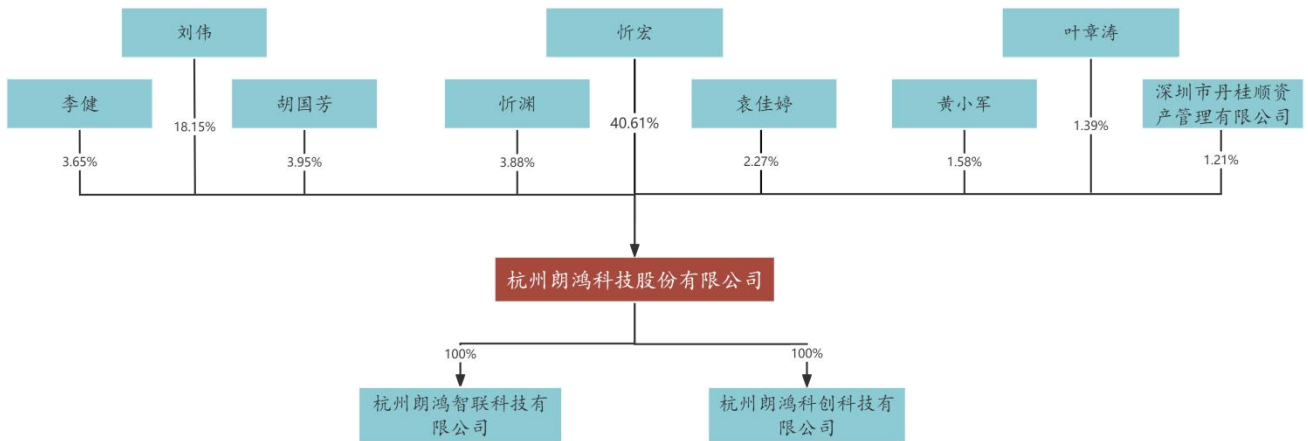 刘伟
忻宏
叶章涛
李健
胡国芳
忻渊
袁佳婷
黄小军
深圳市丹桂顺资
产管理有限公司
18.15%
40.61%
1.39%
3.65%
3.95%
3.88%
2.27%
1.58%
1.21%
杭州朗鸿科技股份有限公司
100%
100%
杭州朗鸿智联科技有
限公司
杭州朗鸿科创科技有
限公司